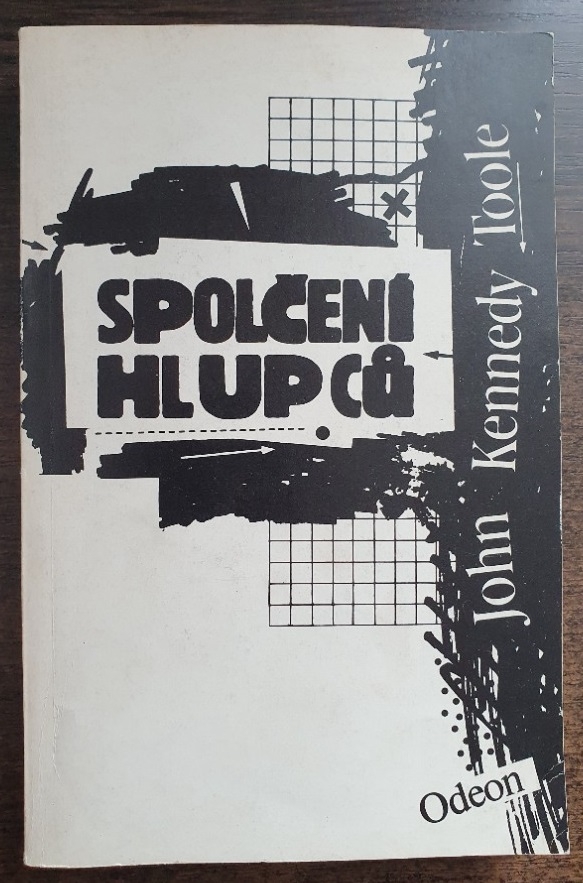 SPOLČENÍ
HLUPCŮ
John Kennedy Toole
Odeon